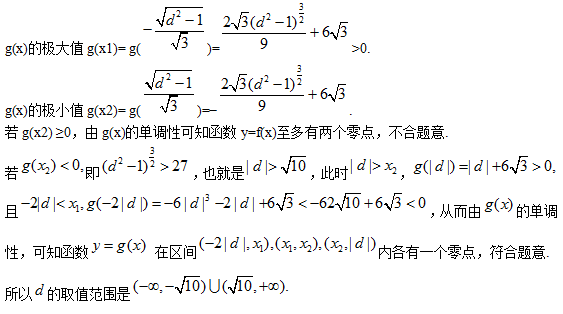 g(x)的极大值 g(x1)= g($-\frac{\sqrt{d^2-1}}{\sqrt{3}}$)=$\frac{2\sqrt{3}(d^2-1)^{\frac{3}{2}}}{9}+6\sqrt{3}$ >0.
g(x)的极小值 g(x2)= g($\frac{\sqrt{d^2-1}}{\sqrt{3}}$)=$-\frac{2\sqrt{3}(d^2-1)^{\frac{3}{2}}}{9}+6\sqrt{3}$.
若 g(x2) ≥0，由 g(x)的单调性可知函数 y=f(x)至多有两个零点，不合题意.
若 $g(x_2)<0,$ 即 $(d^2-1)^{\frac{3}{2}}>27$，也就是 $|d|>\sqrt{10}$，此时 $|d|>x_2$，$g(|d|)=|d|+6\sqrt{3}>0,$
且 $-2|d|<x_1, g(-2|d|)=-6|d|^3-2|d|+6\sqrt{3}<-62\sqrt{10}+6\sqrt{3}<0$，从而由 $g(x)$ 的单调
性，可知函数 $y=g(x)$ 在区间 $(-2|d|,x_1),(x_1,x_2),(x_2,|d|)$ 内各有一个零点，符合题意.
所以 $d$ 的取值范围是 $(-\infty,-\sqrt{10})\bigcup(\sqrt{10},+\infty).$